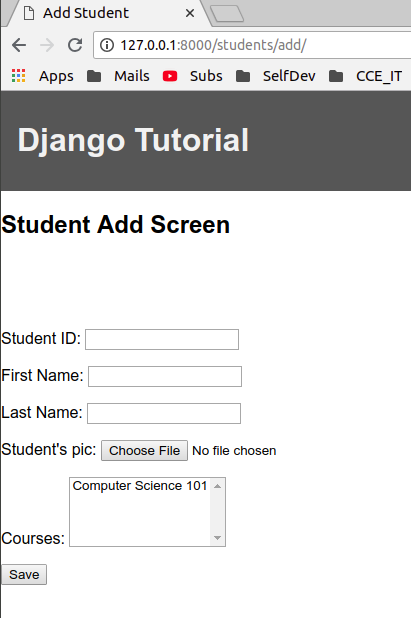 Add Student
127.0.0.1:8000/students/add/
Apps Mails Subs SelfDev CCE_IT
Django Tutorial
Student Add Screen
Student ID:
First Name:
Last Name:
Student's pic: Choose File No file chosen
Computer Science 101
Courses:
Save